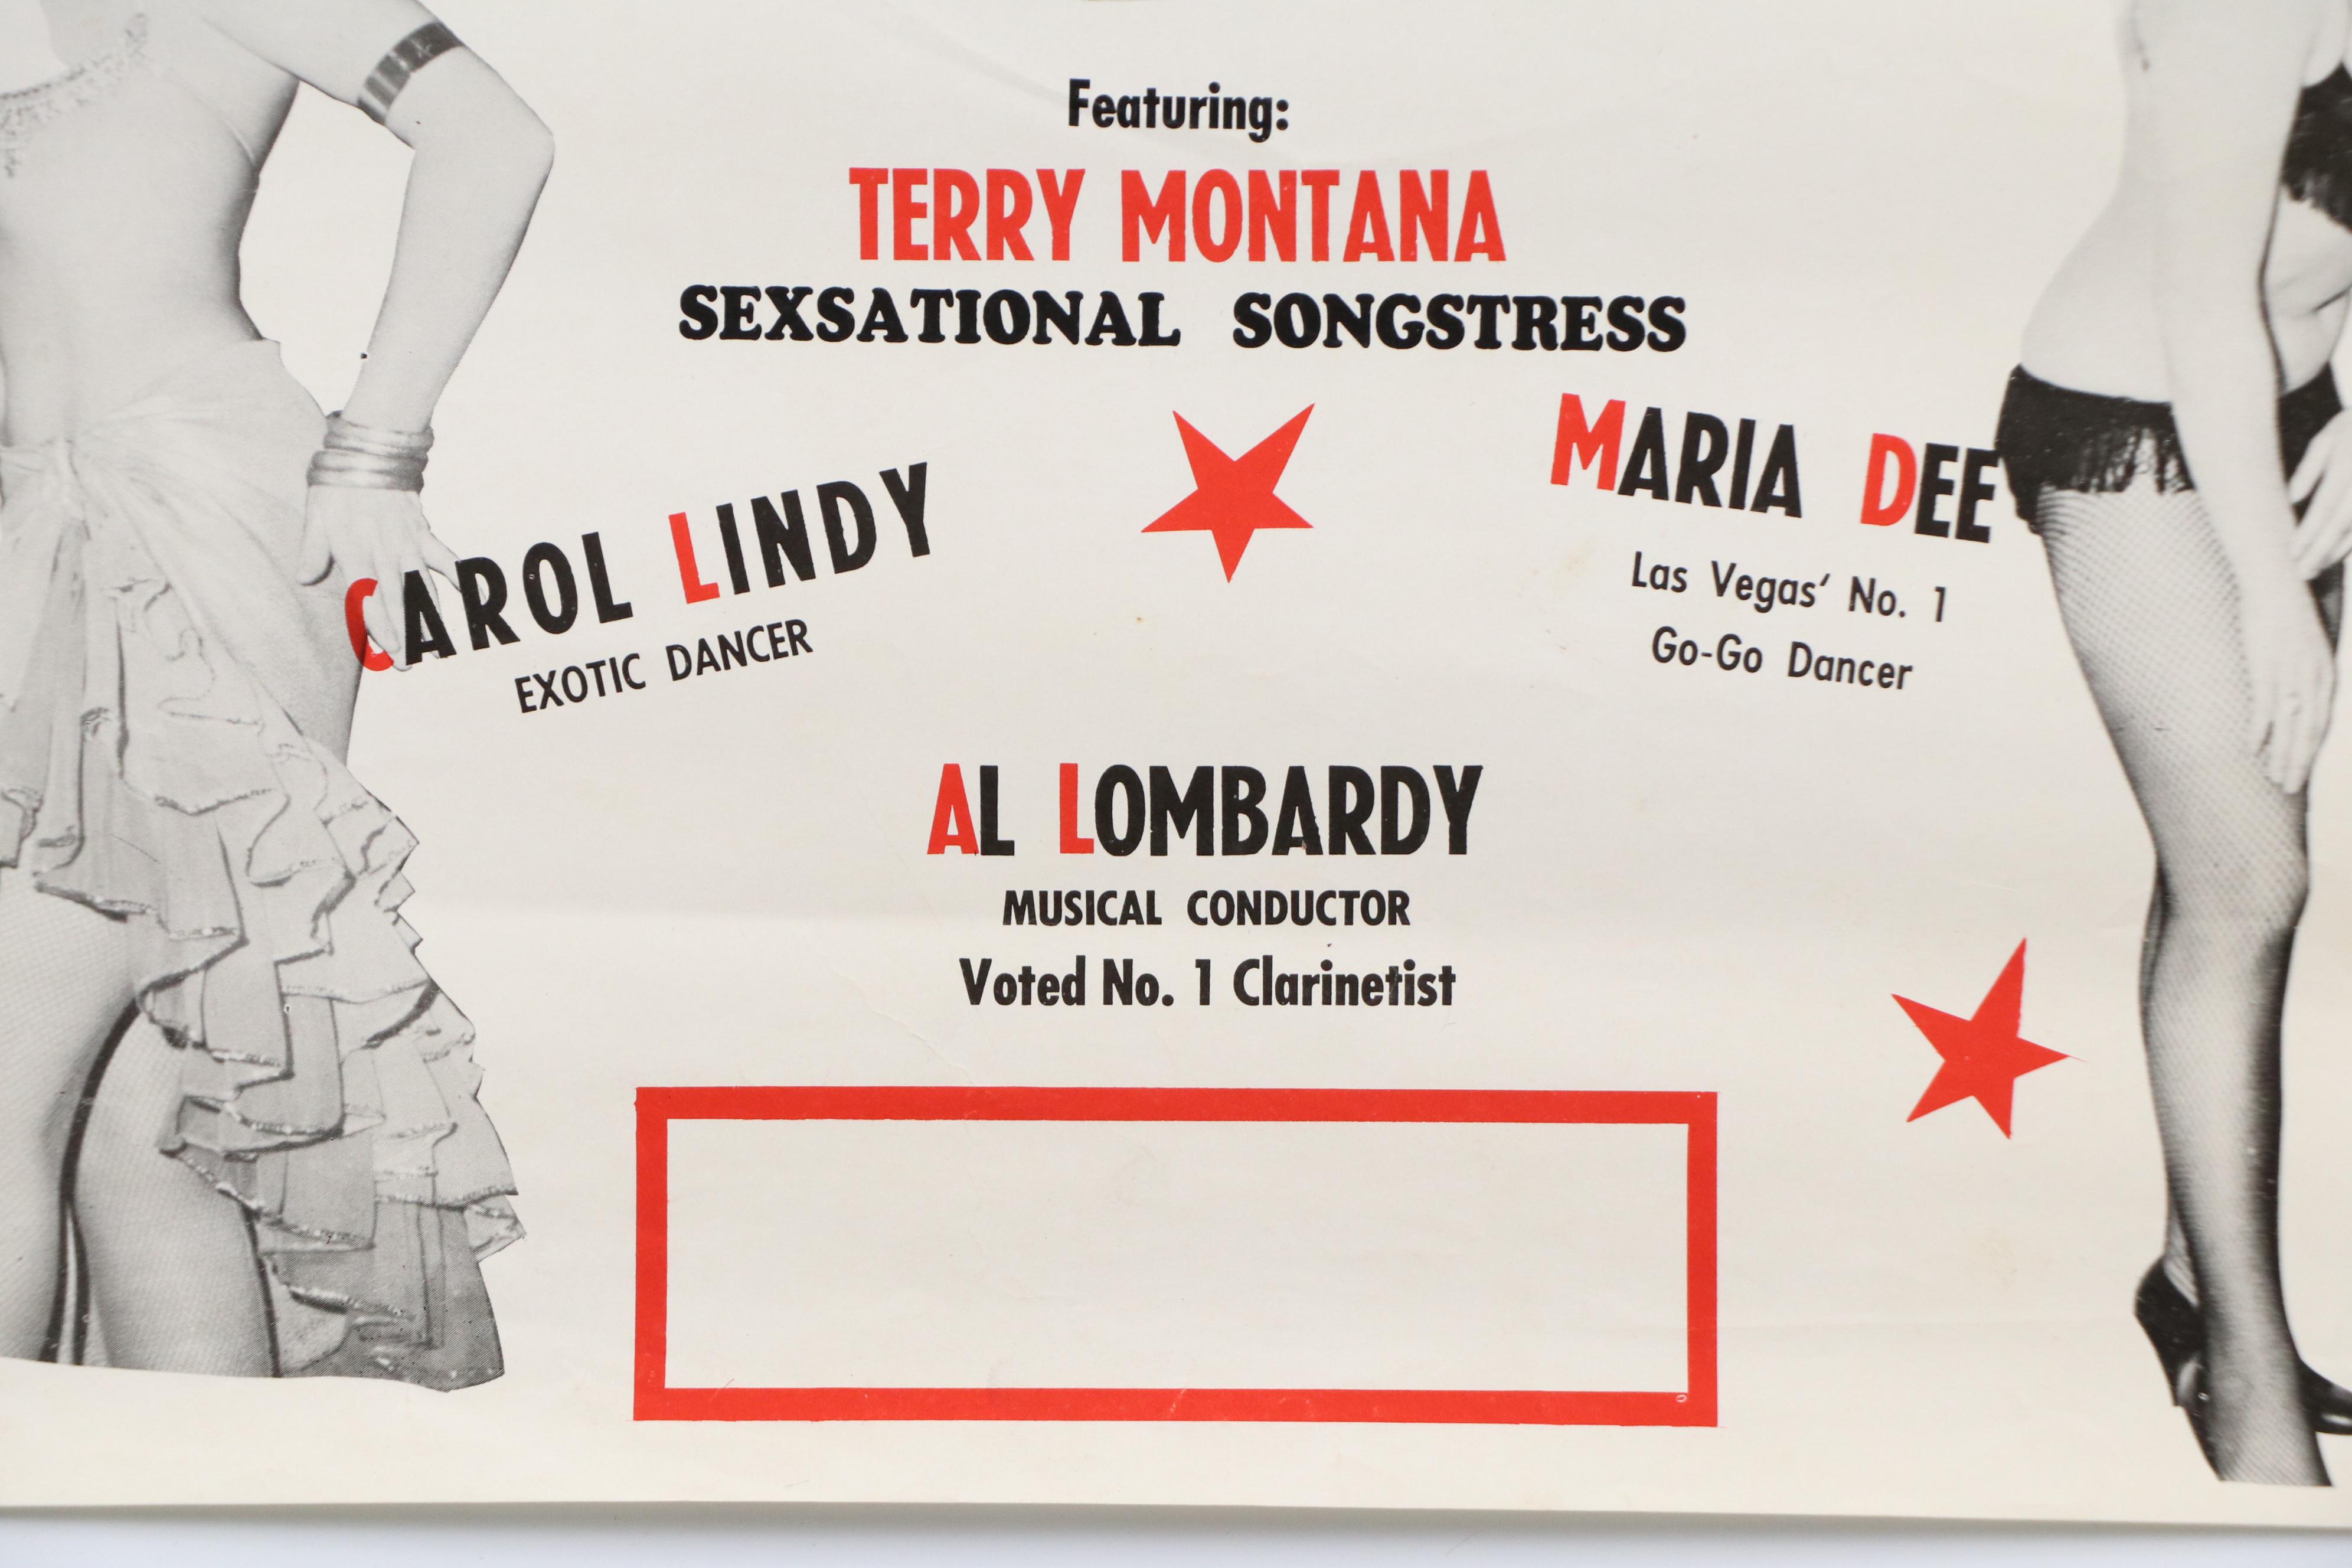 Featuring:
TERRY MONTANA
SEXSATIONAL SONGSTRESS
CAROL LINDY
EXOTIC DANCER
MARIA DEE
Las Vegas' No. 1
Go-Go Dancer
AL LOMBARDY
MUSICAL CONDUCTOR
Voted No. 1 Clarinetist